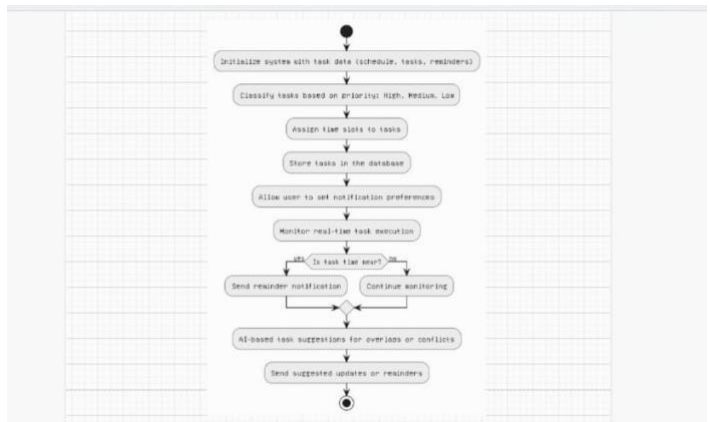 Initialize system with task data (schedule, tasks, reminders)
Classify tasks based on priority: High, Medium, Low
Assign time slots to tasks
Store tasks in the database
Allow user to set notification preferences
Monitor real-time task execution
yes
Is task time near?
no
Send reminder notification
Continue monitoring
AI-based task suggestions for overlaps or conflicts
Send suggested updates or reminders